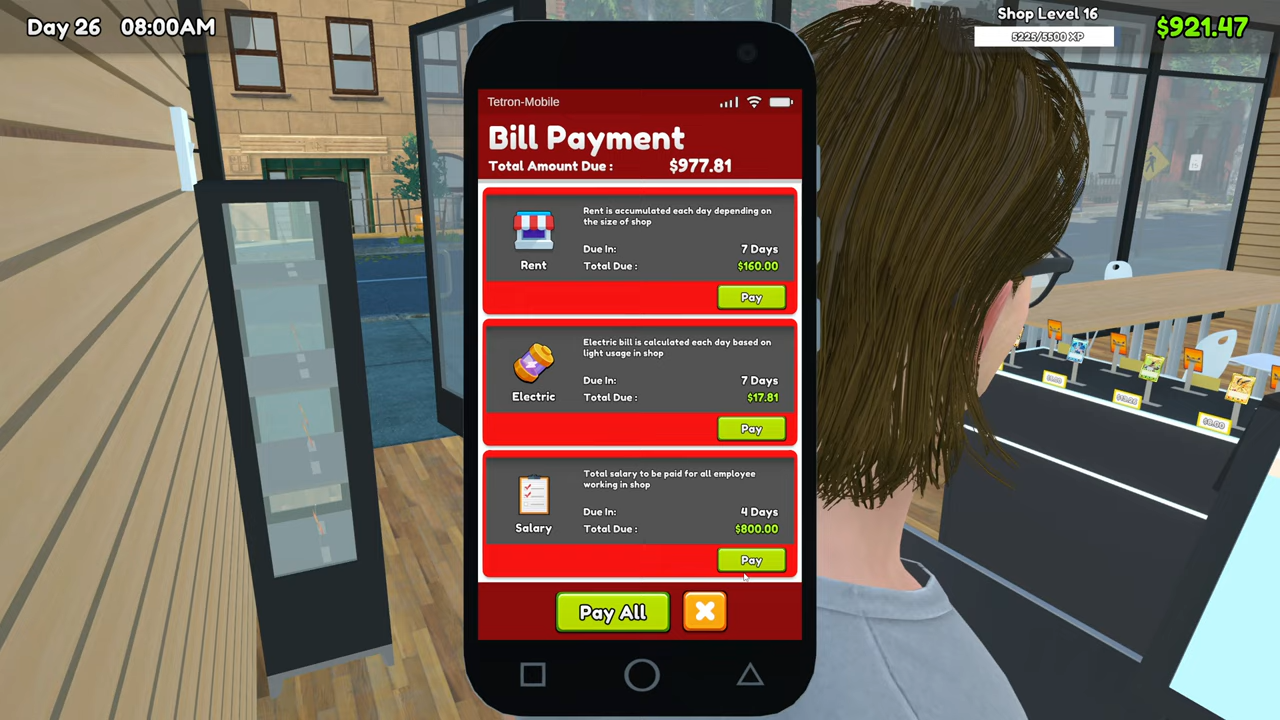 Day 26 08:00AM
Shop Level 16
5225/5500 XP
$921.47
Tetron-Mobile
Bill Payment
Total Amount Due : $977.81
Rent is accumulated each day depending on
the size of shop
Due In: 7 Days
Total Due : $160.00
Rent
Pay
Electric bill is calculated each day based on
light usage in shop
Due In: 7 Days
Total Due : $17.81
Electric
Pay
Total salary to be paid for all employee
working in shop
Due In: 4 Days
Total Due : $800.00
Salary
Pay
Pay All